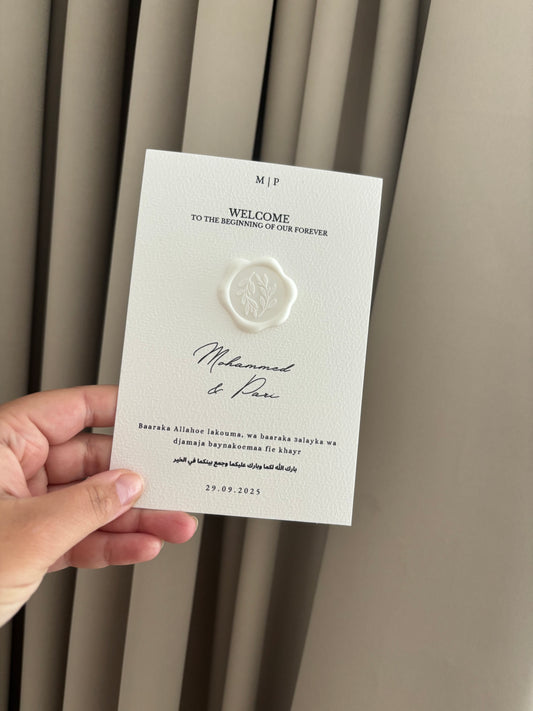 M | P
WELCOME
TO THE BEGINNING OF OUR FOREVER
Mohammed
& Pari
Baaraka Allahoe lakouma, wa baaraka 3alayka wa
djamaja baynakoemaa fie khayr
بارك الله لكما وبارك عليكما وجمع بينكما في الخير
29.09.2025